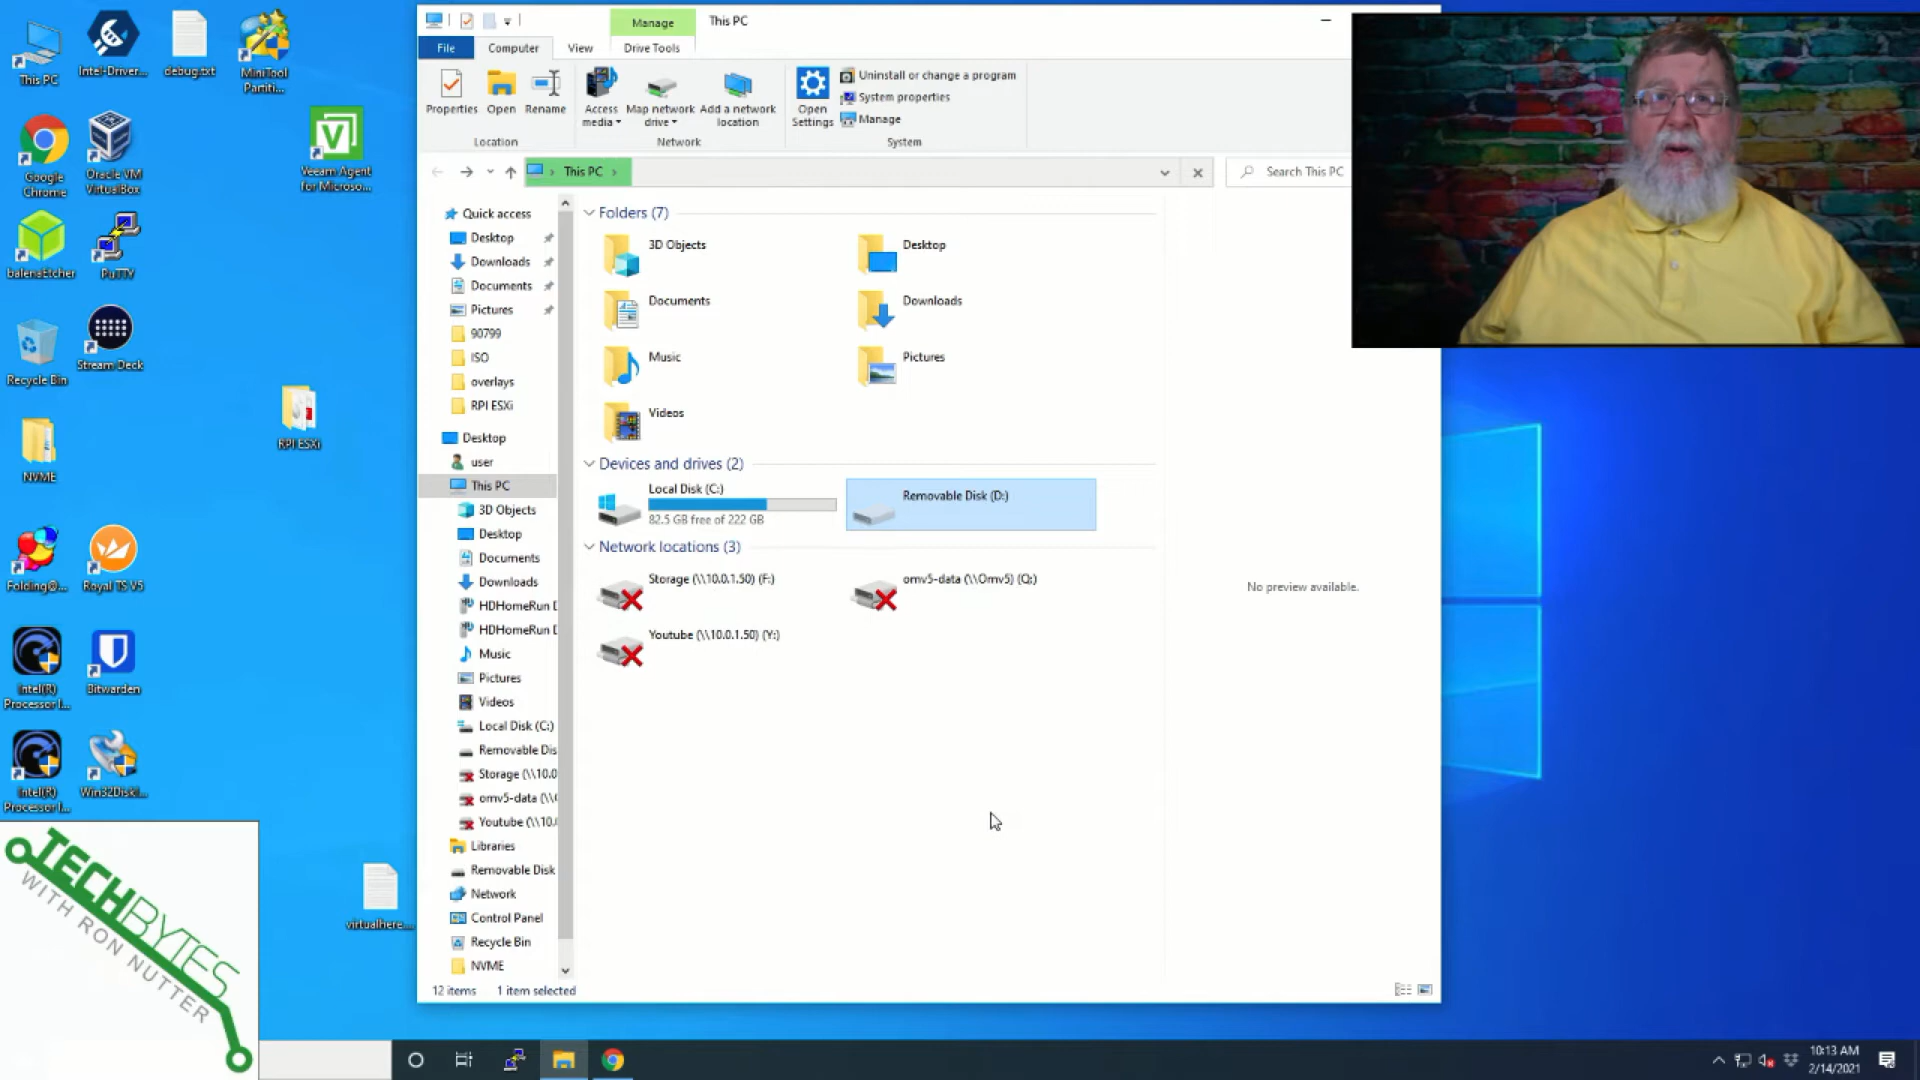 This PC
Intel-Driver...
debug.txt
MiniTool
Partiti...
Google
Chrome
Oracle VM
VirtualBox
Veeam Agent
for Microso...
balenaEtcher
PuTTY
Recycle Bin
Stream Deck
NVME
RPI ESXi
Folding@...
Royal TS V5
Intel(R)
Processor I...
Bitwarden
Intel(R)
Processor I...
Win32Diskl...
virtualhere....
TECHBYTES
WITH RON NUTTER
Manage
This PC
File
Computer
View
Drive Tools
Properties
Open
Rename
Location
Access
media
Map network
drive
Add a network
location
Network
Open
Settings
Uninstall or change a program
System properties
Manage
System
This PC
Search This PC
Quick access
Desktop
Downloads
Documents
Pictures
90799
ISO
overlays
RPI ESXi
Desktop
user
This PC
3D Objects
Desktop
Documents
Downloads
HDHomeRun D
HDHomeRun D
Music
Pictures
Videos
Local Disk (C:)
Removable Dis
Storage (\\10.0
omv5-data (\\
Youtube (\\10.
Libraries
Removable Disk
Network
Control Panel
Recycle Bin
NVME
Folders (7)
3D Objects
Desktop
Documents
Downloads
Music
Pictures
Videos
Devices and drives (2)
Local Disk (C:)
82.5 GB free of 222 GB
Removable Disk (D:)
Network locations (3)
Storage (\\10.0.1.50) (F:)
omv5-data (\\Omv5) (Q:)
Youtube (\\10.0.1.50) (Y:)
No preview available.
12 items
1 item selected
10:13 AM
2/14/2021